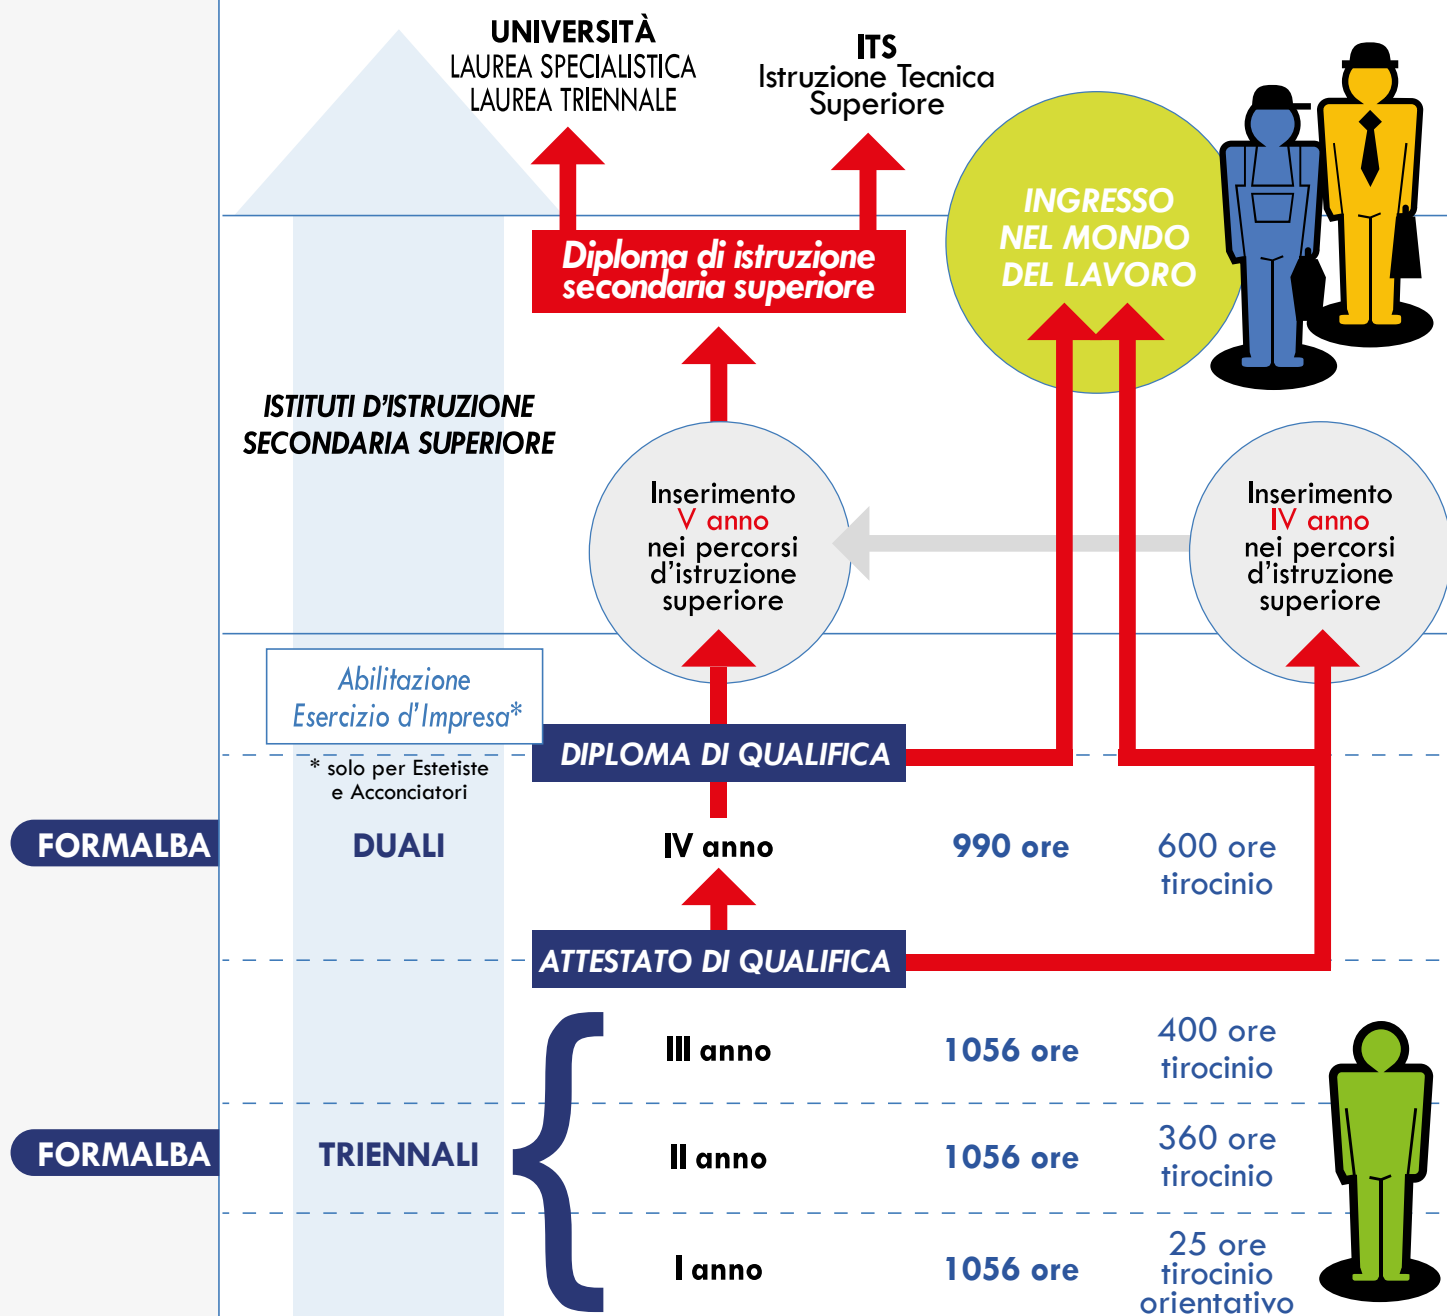 UNIVERSITÀ
LAUREA SPECIALISTICA
LAUREA TRIENNALE
ITS
Istruzione Tecnica
Superiore
INGRESSO
NEL MONDO
DEL LAVORO
Diploma di istruzione
secondaria superiore
ISTITUTI D'ISTRUZIONE
SECONDARIA SUPERIORE
Inserimento
V anno
nei percorsi
d'istruzione
superiore
Inserimento
IV anno
nei percorsi
d'istruzione
superiore
Abilitazione
Esercizio d'Impresa*
* solo per Estetiste
e Acconciatori
DIPLOMA DI QUALIFICA
FORMALBA
DUALI
IV anno
990 ore
600 ore
tirocinio
ATTESTATO DI QUALIFICA
III anno
1056 ore
400 ore
tirocinio
FORMALBA
TRIENNALI
II anno
1056 ore
360 ore
tirocinio
I anno
1056 ore
25 ore
tirocinio
orientativo